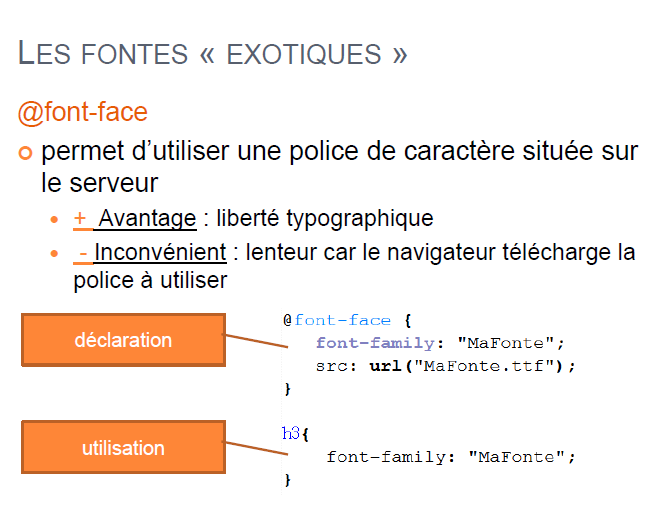 LES FONTES « EXOTIQUES »
@font-face
permet d'utiliser une police de caractère située sur
le serveur
+ Avantage : liberté typographique
- Inconvénient : lenteur car le navigateur télécharge la
police à utiliser
déclaration
@font-face {
font-family: "MaFonte";
src: url("MaFonte.ttf");
}
utilisation
h3{
font-family: "MaFonte";
}